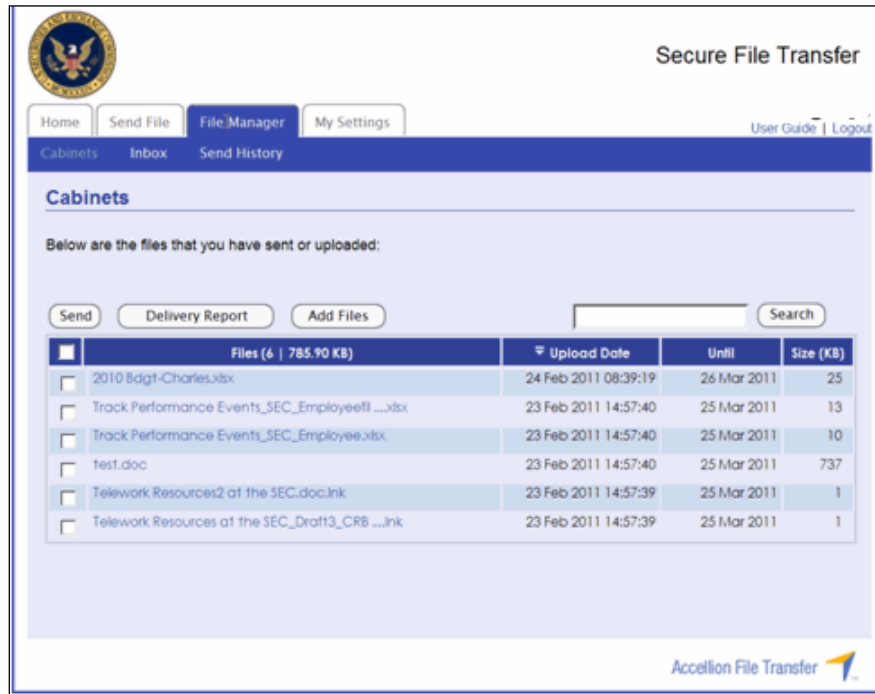 Secure File Transfer
Home Send File File Manager My Settings
User Guide | Logout
Cabinets Inbox Send History
Cabinets
Below are the files that you have sent or uploaded:
Send Delivery Report Add Files Search
Files (6 | 785.90 KB) Upload Date Until Size (KB)
2010 Bdgt-Charles.xlsx 24 Feb 2011 08:39:19 26 Mar 2011 25
Track Performance Events_SEC_Employeefil ....xlsx 23 Feb 2011 14:57:40 25 Mar 2011 13
Track Performance Events_SEC_Employee.xlsx 23 Feb 2011 14:57:40 25 Mar 2011 10
test.doc 23 Feb 2011 14:57:40 25 Mar 2011 737
Telework Resources2 at the SEC.doc.lnk 23 Feb 2011 14:57:39 25 Mar 2011 1
Telework Resources at the SEC_Draft3_CRB ....lnk 23 Feb 2011 14:57:39 25 Mar 2011 1
Accellion File Transfer